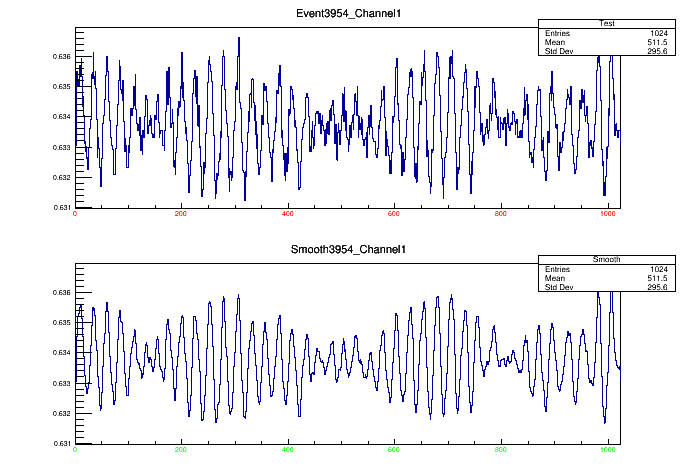 Event3954_Channel1
Test
Entries 1024
Mean 511.5
Std Dev 295.6
0.636
0.635
0.634
0.633
0.632
0.631
0 200 400 600 800 1000
Smooth3954_Channel1
Smooth
Entries 1024
Mean 511.5
Std Dev 295.6
0.636
0.635
0.634
0.633
0.632
0.631
0 200 400 600 800 1000